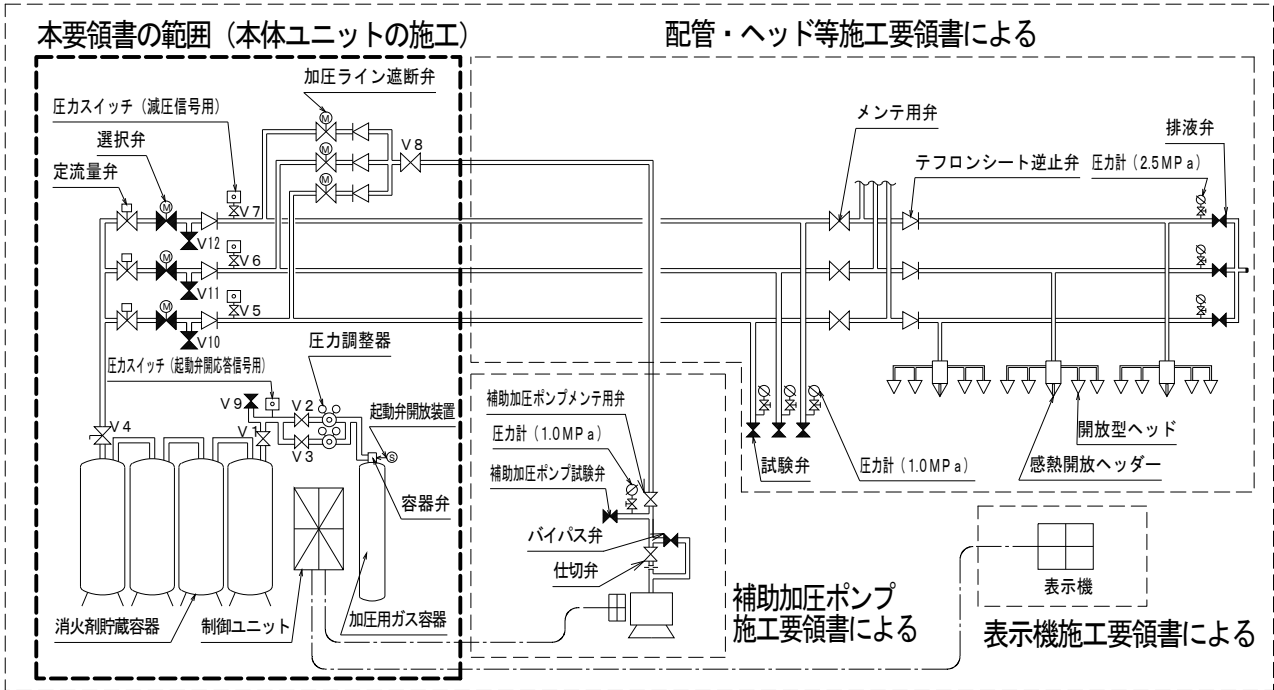 本要領書の範囲（本体ユニットの施工）
配管・ヘッド等施工要領書による
加圧ライン遮断弁
圧力スイッチ（減圧信号用）
選択弁
定流量弁
M
M
M
V8
メンテ用弁
排液弁
テフロンシート逆止弁
圧力計（2.5MPa）
M
V7
V12
M
V6
V11
M
V5
V10
圧力調整器
圧力スイッチ（起動弁開応答信号用）
V9
V2
起動弁開放装置
V4
V1
V3
S
容器弁
補助加圧ポンプメンテ用弁
圧力計（1.0MPa）
補助加圧ポンプ試験弁
バイパス弁
仕切弁
試験弁
圧力計（1.0MPa）
開放型ヘッド
感熱開放ヘッダー
消火剤貯蔵容器
制御ユニット
加圧用ガス容器
補助加圧ポンプ
施工要領書による
表示機
表示機施工要領書による